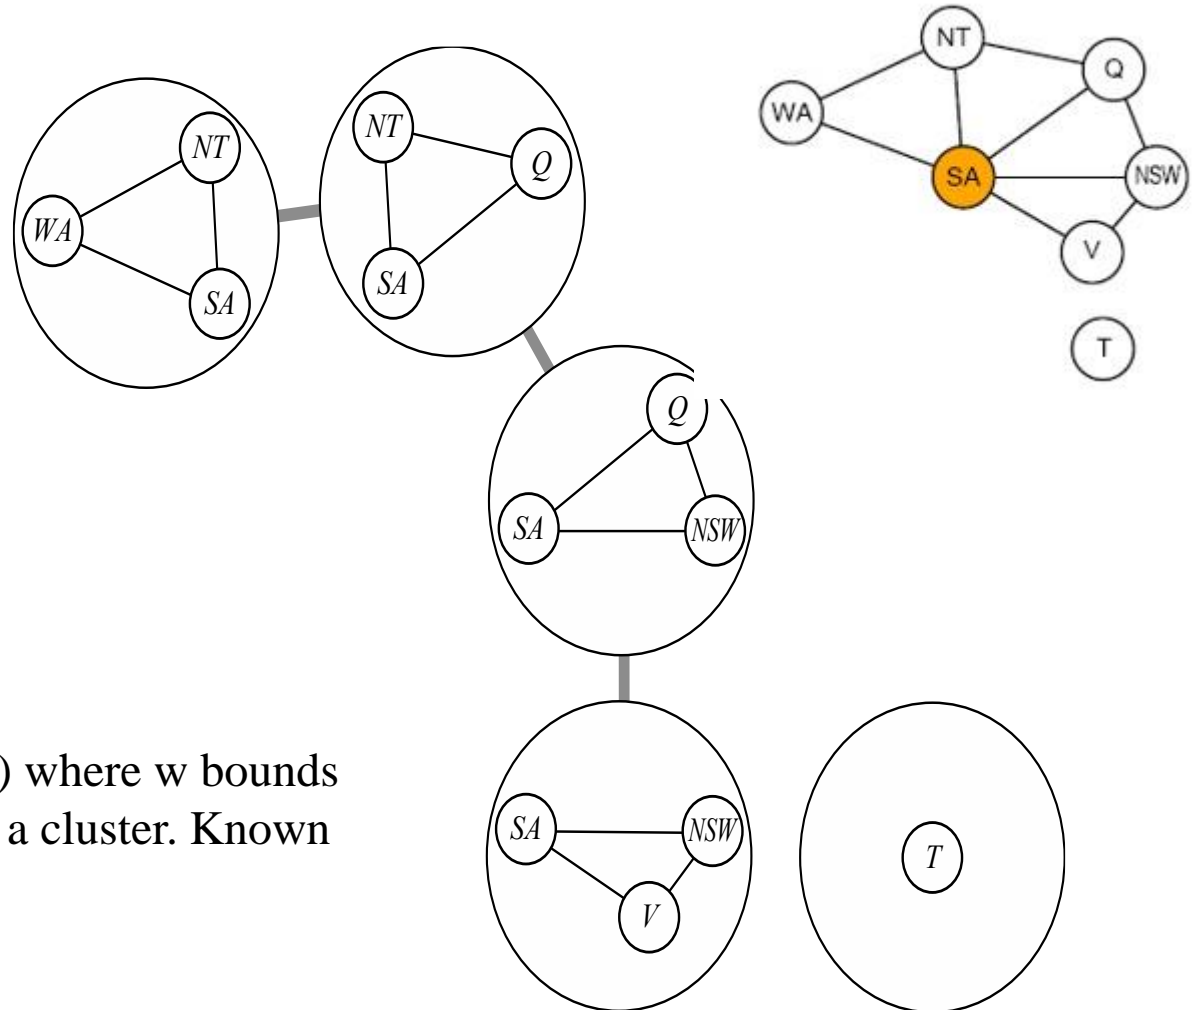 NT
Q
WA
SA
NSW
V
T
NT
WA
SA
NT
Q
SA
Q
SA
NSW
) where w bounds
a cluster. Known
SA
NSW
V
T